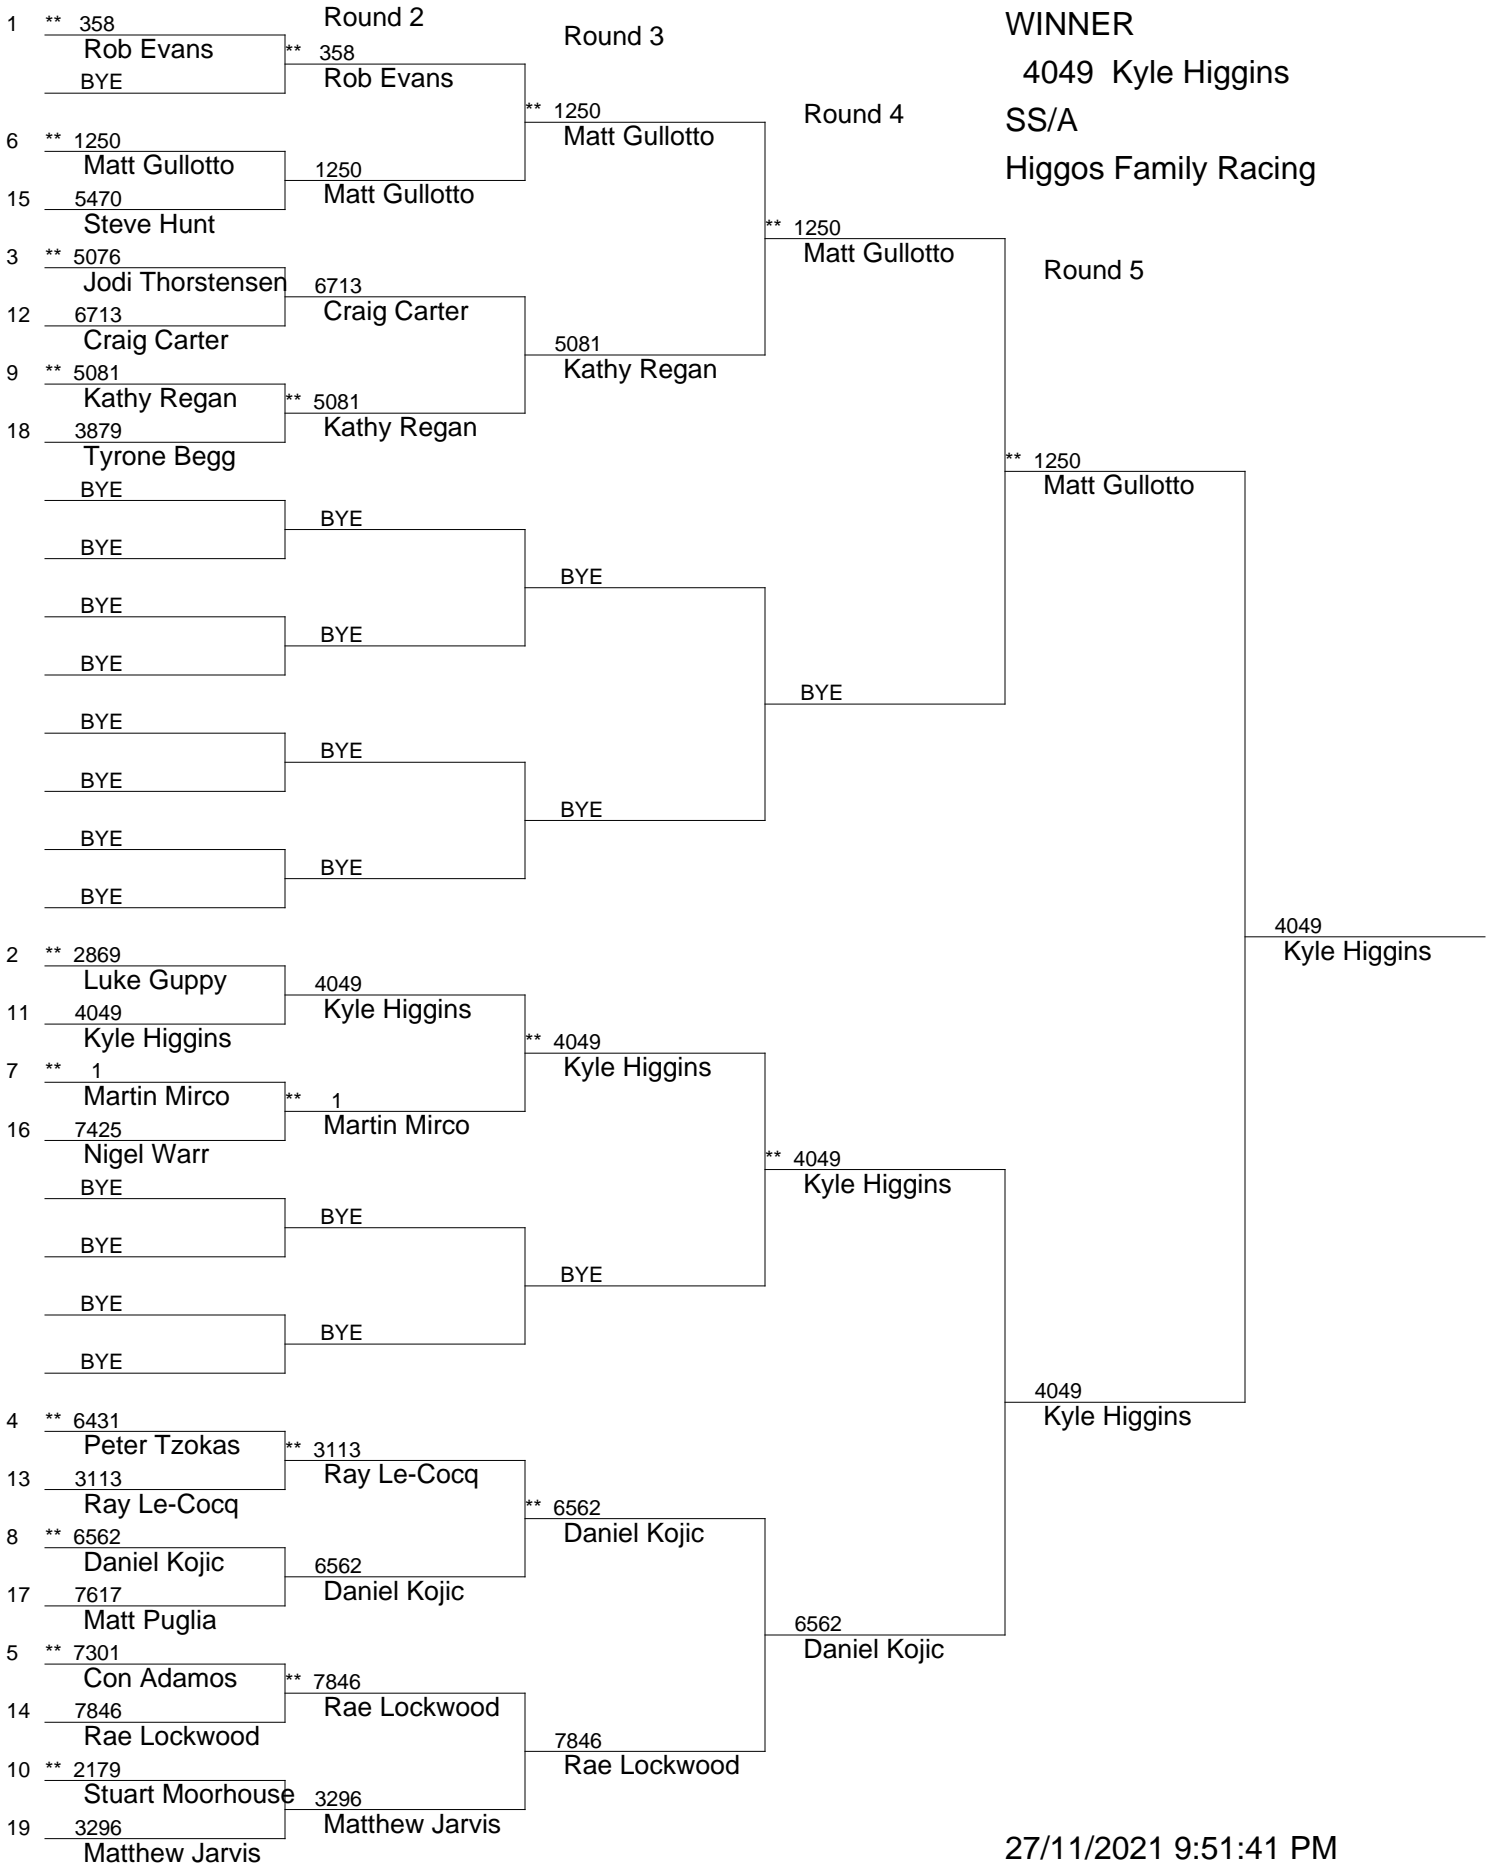 Round 2
Round 3
Round 4
Round 5
WINNER
4049 Kyle Higgins
SS/A
Higgos Family Racing
1 ** 358
Rob Evans
BYE
6 ** 1250
Matt Gullotto
15 5470
Steve Hunt
3 ** 5076
Jodi Thorstensen
12 6713
Craig Carter
9 ** 5081
Kathy Regan
18 3879
Tyrone Begg
BYE
BYE
BYE
BYE
BYE
BYE
BYE
BYE
2 ** 2869
Luke Guppy
11 4049
Kyle Higgins
7 ** 1
Martin Mirco
16 7425
Nigel Warr
BYE
BYE
BYE
BYE
4 ** 6431
Peter Tzokas
13 3113
Ray Le-Cocq
8 ** 6562
Daniel Kojic
17 7617
Matt Puglia
5 ** 7301
Con Adamos
14 7846
Rae Lockwood
10 ** 2179
Stuart Moorhouse
19 3296
Matthew Jarvis
** 358
Rob Evans
1250
Matt Gullotto
6713
Craig Carter
** 5081
Kathy Regan
BYE
BYE
BYE
BYE
4049
Kyle Higgins
** 1
Martin Mirco
BYE
BYE
** 3113
Ray Le-Cocq
6562
Daniel Kojic
** 7846
Rae Lockwood
3296
Matthew Jarvis
** 1250
Matt Gullotto
5081
Kathy Regan
BYE
BYE
** 4049
Kyle Higgins
BYE
** 6562
Daniel Kojic
7846
Rae Lockwood
** 1250
Matt Gullotto
BYE
** 4049
Kyle Higgins
6562
Daniel Kojic
** 1250
Matt Gullotto
4049
Kyle Higgins
4049
Kyle Higgins
27/11/2021 9:51:41 PM